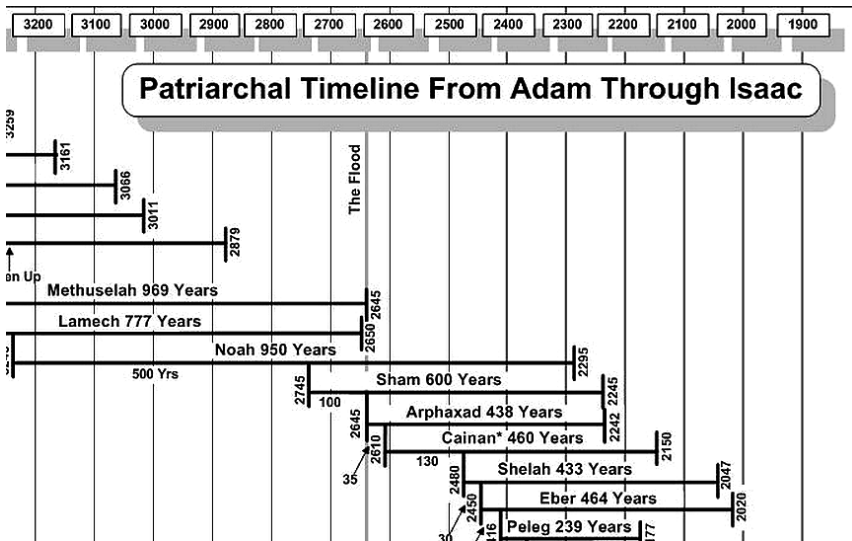 3200 3100 3000 2900 2800 2700 2600 2500 2400 2300 2200 2100 2000 1900
Patriarchal Timeline From Adam Through Isaac
3259
3161
The Flood
3066
3011
2879
en Up
Methuselah 969 Years
2645
Lamech 777 Years
2650
Noah 950 Years
2295
500 Yrs
2745
Sham 600 Years
2245
100
2645
Arphaxad 438 Years
2242
2610
Cainan* 460 Years
2150
35
130
2480
Shelah 433 Years
2047
2450
Eber 464 Years
2020
30
Peleg 239 Years